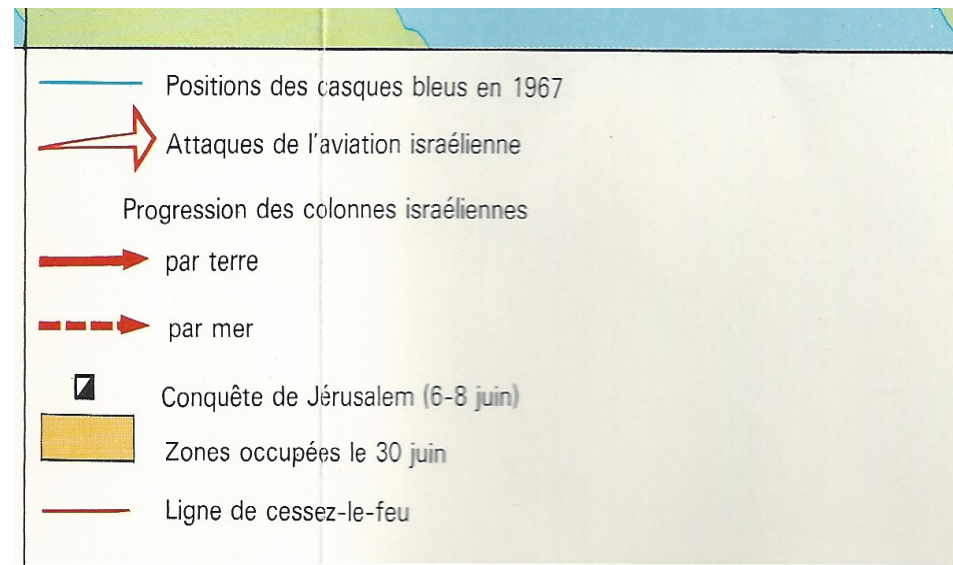 Positions des casques bleus en 1967
Attaques de l'aviation israélienne
Progression des colonnes israéliennes
par terre
par mer
Conquête de Jérusalem (6-8 juin)
Zones occupées le 30 juin
Ligne de cessez-le-feu